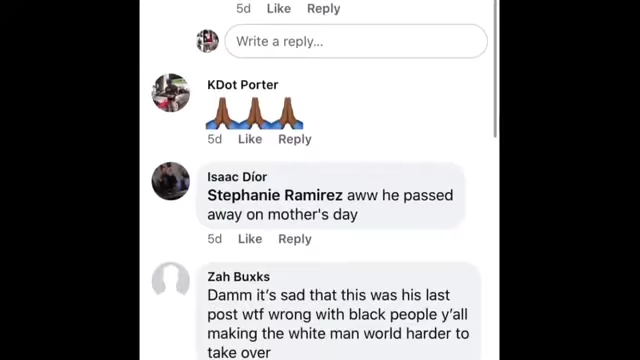 5d Like Reply
Write a reply...
KDot Porter
🙏🏾🙏🏾🙏🏾
5d Like Reply
Isaac Díor
Stephanie Ramirez aww he passed
away on mother's day
5d Like Reply
Zah Buxks
Damm it's sad that this was his last
post wtf wrong with black people y'all
making the white man world harder to
take over